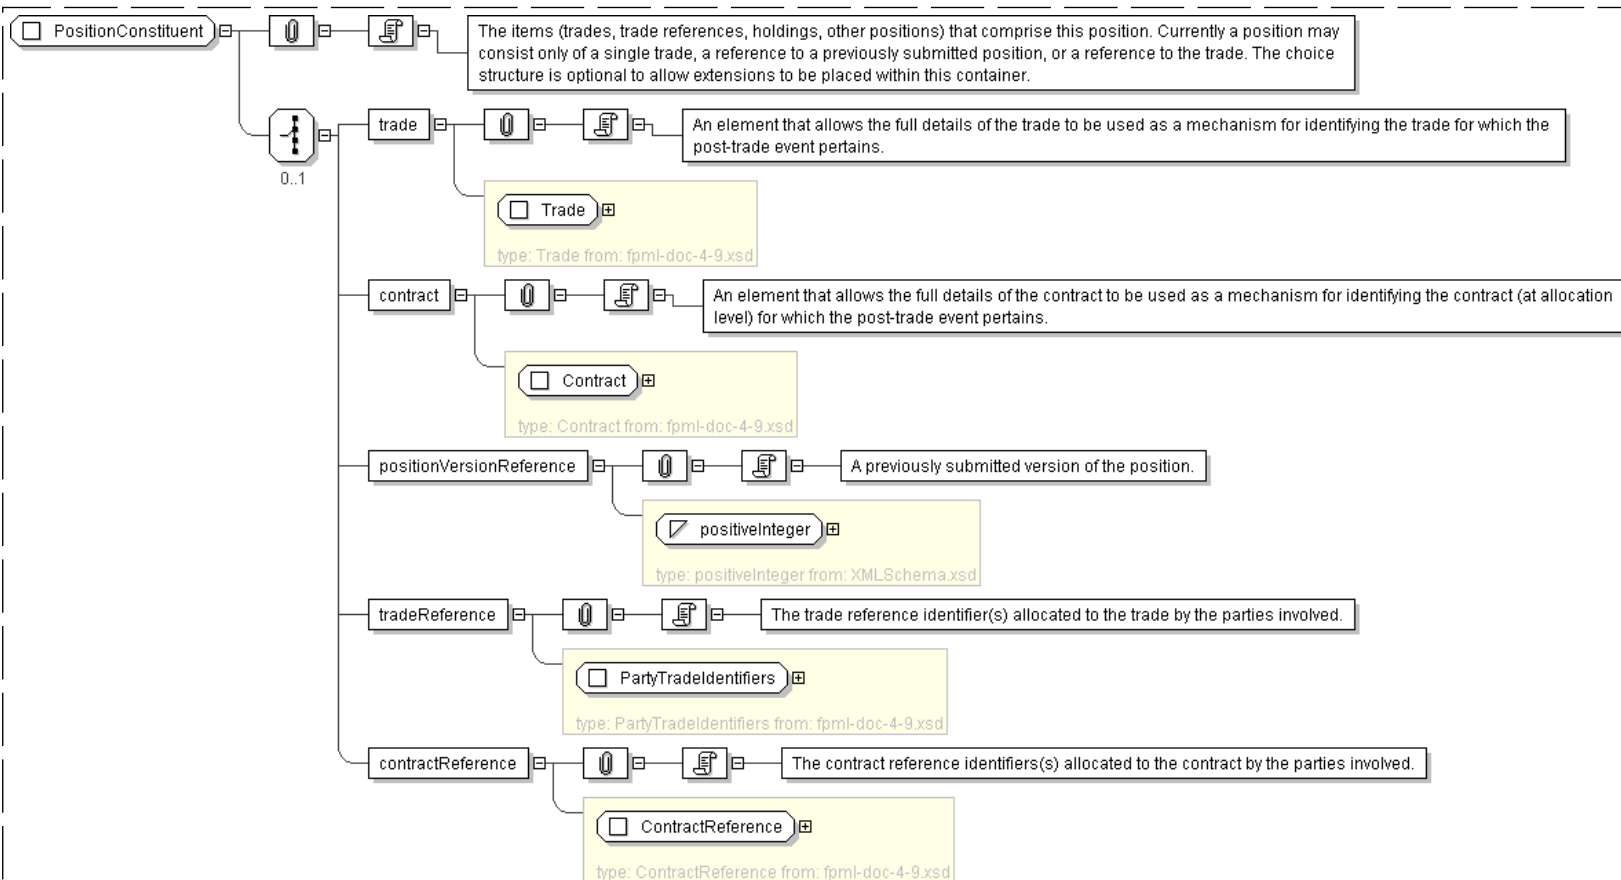 PositionConstituent
The items (trades, trade references, holdings, other positions) that comprise this position. Currently a position may
consist only of a single trade, a reference to a previously submitted position, or a reference to the trade. The choice
structure is optional to allow extensions to be placed within this container.
0..1
trade
An element that allows the full details of the trade to be used as a mechanism for identifying the trade for which the
post-trade event pertains.
Trade
type: Trade from: fpml-doc-4-9.xsd
contract
An element that allows the full details of the contract to be used as a mechanism for identifying the contract (at allocation
level) for which the post-trade event pertains.
Contract
type: Contract from: fpml-doc-4-9.xsd
positionVersionReference
A previously submitted version of the position.
positiveInteger
type: positiveInteger from: XMLSchema.xsd
tradeReference
The trade reference identifier(s) allocated to the trade by the parties involved.
PartyTradeIdentifiers
type: PartyTradeIdentifiers from: fpml-doc-4-9.xsd
contractReference
The contract reference identifiers(s) allocated to the contract by the parties involved.
ContractReference
type: ContractReference from: fpml-doc-4-9.xsd